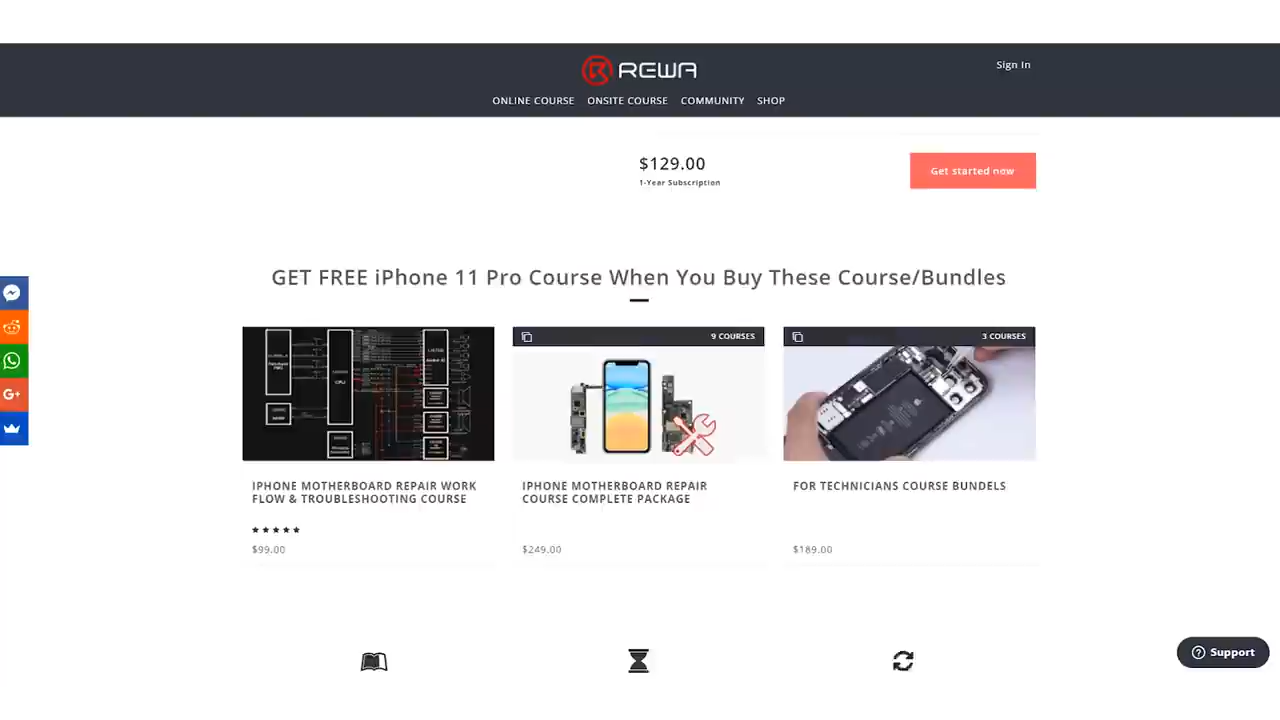 REWA
Sign In
ONLINE COURSE ONSITE COURSE COMMUNITY SHOP
$129.00
1-Year Subscription
Get started now
GET FREE iPhone 11 Pro Course When You Buy These Course/Bundles
9 COURSES
3 COURSES
CPU
IPHONE MOTHERBOARD REPAIR WORK
FLOW & TROUBLESHOOTING COURSE
$99.00
IPHONE MOTHERBOARD REPAIR
COURSE COMPLETE PACKAGE
$249.00
FOR TECHNICIANS COURSE BUNDELS
$189.00
Support